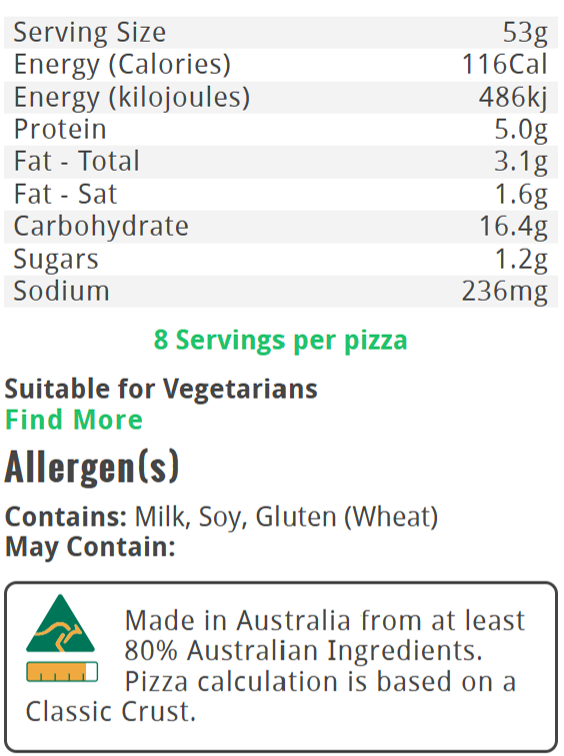 Serving Size 53g
Energy (Calories) 116Cal
Energy (kilojoules) 486kj
Protein 5.0g
Fat - Total 3.1g
Fat - Sat 1.6g
Carbohydrate 16.4g
Sugars 1.2g
Sodium 236mg
8 Servings per pizza
Suitable for Vegetarians
Find More
Allergen(s)
Contains: Milk, Soy, Gluten (Wheat)
May Contain:
Made in Australia from at least
80% Australian Ingredients.
Pizza calculation is based on a
Classic Crust.